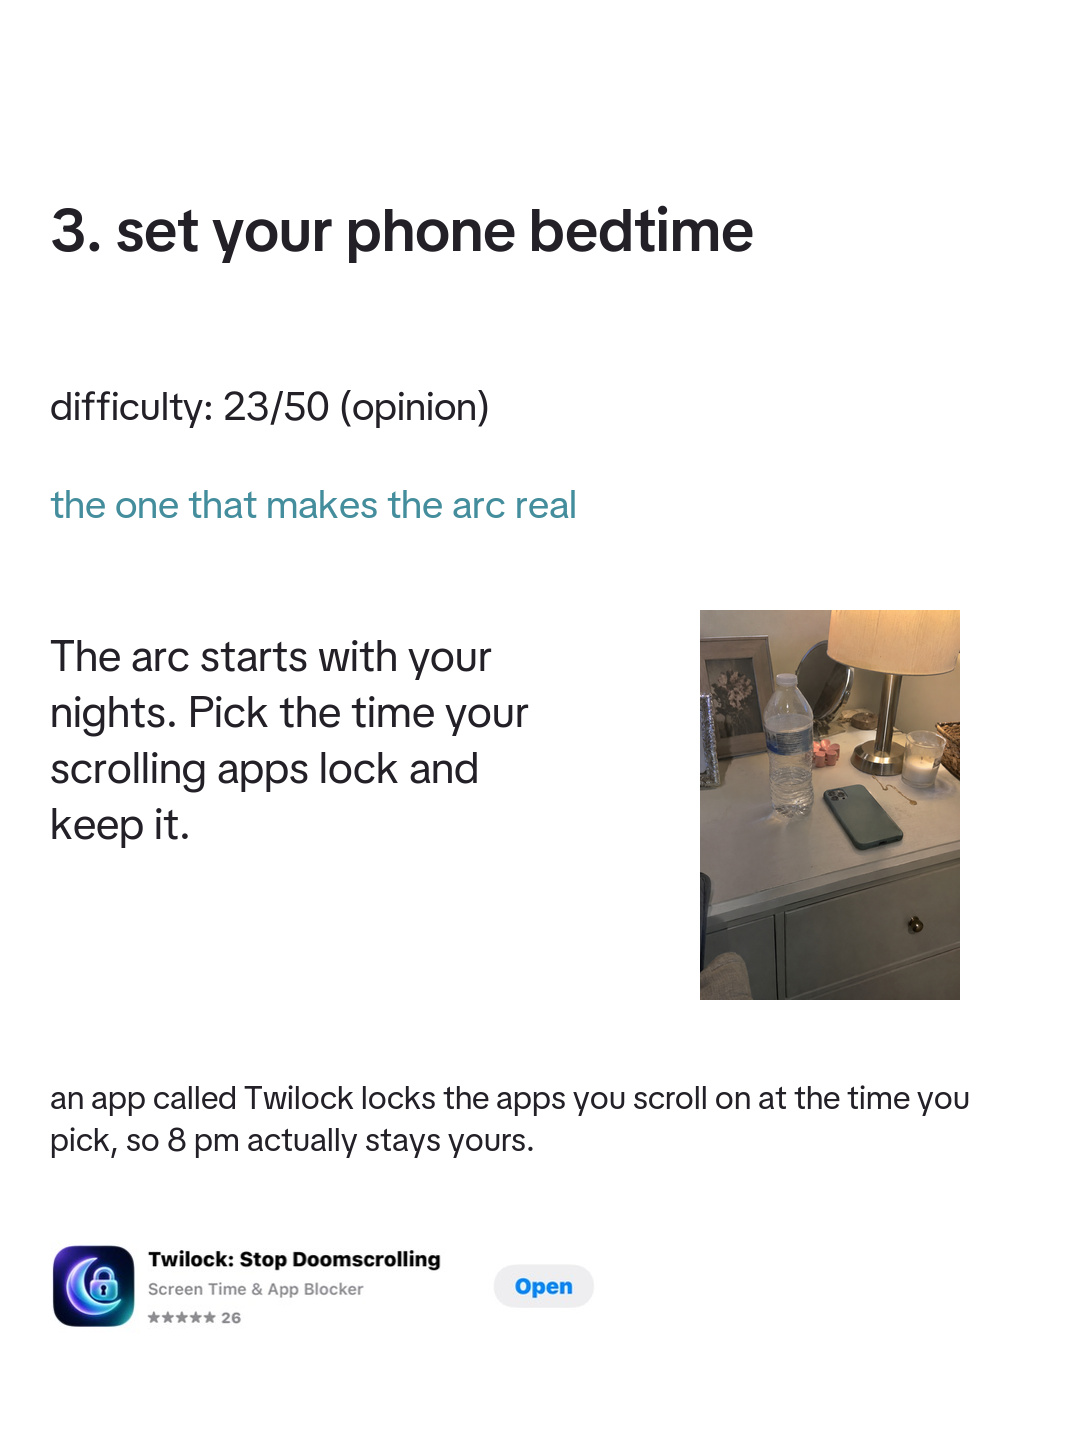 3. set your phone bedtime
difficulty: 23/50 (opinion)
the one that makes the arc real
The arc starts with your
nights. Pick the time your
scrolling apps lock and
keep it.
an app called Twilock locks the apps you scroll on at the time you
pick, so 8 pm actually stays yours.
Twilock: Stop Doomscrolling
Screen Time & App Blocker
★★★★★ 26
Open